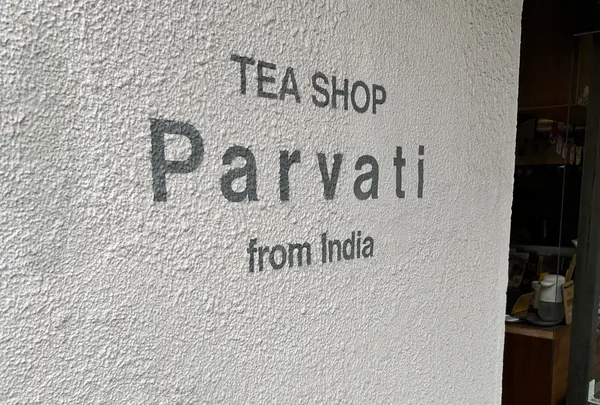 TEA SHOP
Parvati
from India